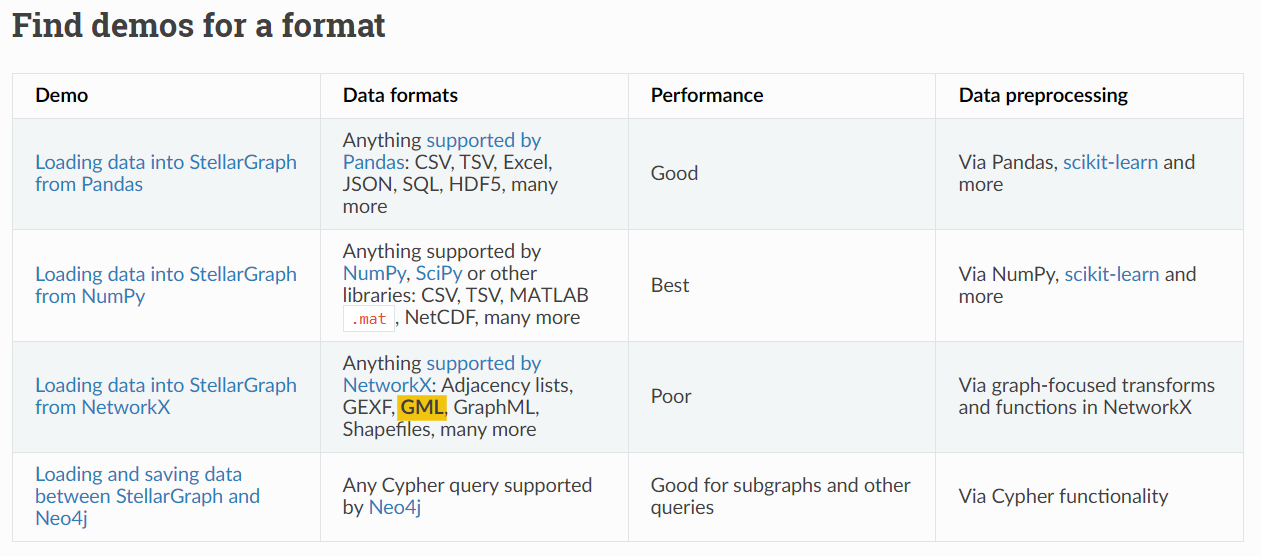 Find demos for a format
Demo
Data formats
Performance
Data preprocessing
Loading data into StellarGraph
from Pandas
Anything supported by
Pandas: CSV, TSV, Excel,
JSON, SQL, HDF5, many
more
Good
Via Pandas, scikit-learn and
more
Loading data into StellarGraph
from NumPy
Anything supported by
NumPy, SciPy or other
libraries: CSV, TSV, MATLAB
.mat , NetCDF, many more
Best
Via NumPy, scikit-learn and
more
Loading data into StellarGraph
from NetworkX
Anything supported by
NetworkX: Adjacency lists,
GEXF, GML, GraphML,
Shapefiles, many more
Poor
Via graph-focused transforms
and functions in NetworkX
Loading and saving data
between StellarGraph and
Neo4j
Any Cypher query supported
by Neo4j
Good for subgraphs and other
queries
Via Cypher functionality